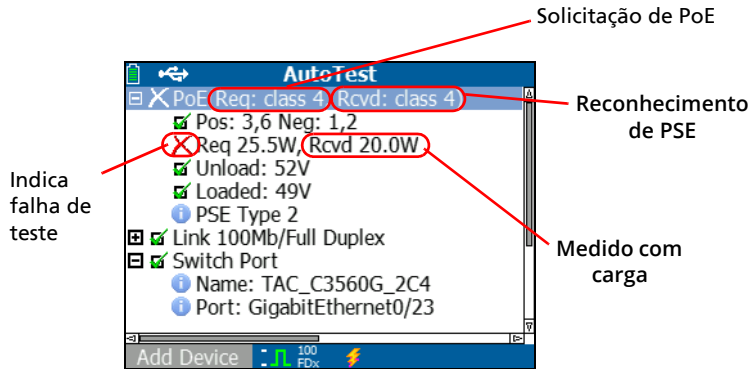 Solicitação de PoE
AutoTest
PoE Req: class 4 Rcvd: class 4
Pos: 3,6 Neg: 1,2
Req 25.5W, Rcvd 20.0W
Unload: 52V
Loaded: 49V
PSE Type 2
Link 100Mb/Full Duplex
Switch Port
Name: TAC_C3560G_2C4
Port: GigabitEthernet0/23
Add Device
100
FDx
Reconhecimento
de PSE
Indica
falha de
teste
Medido com
carga